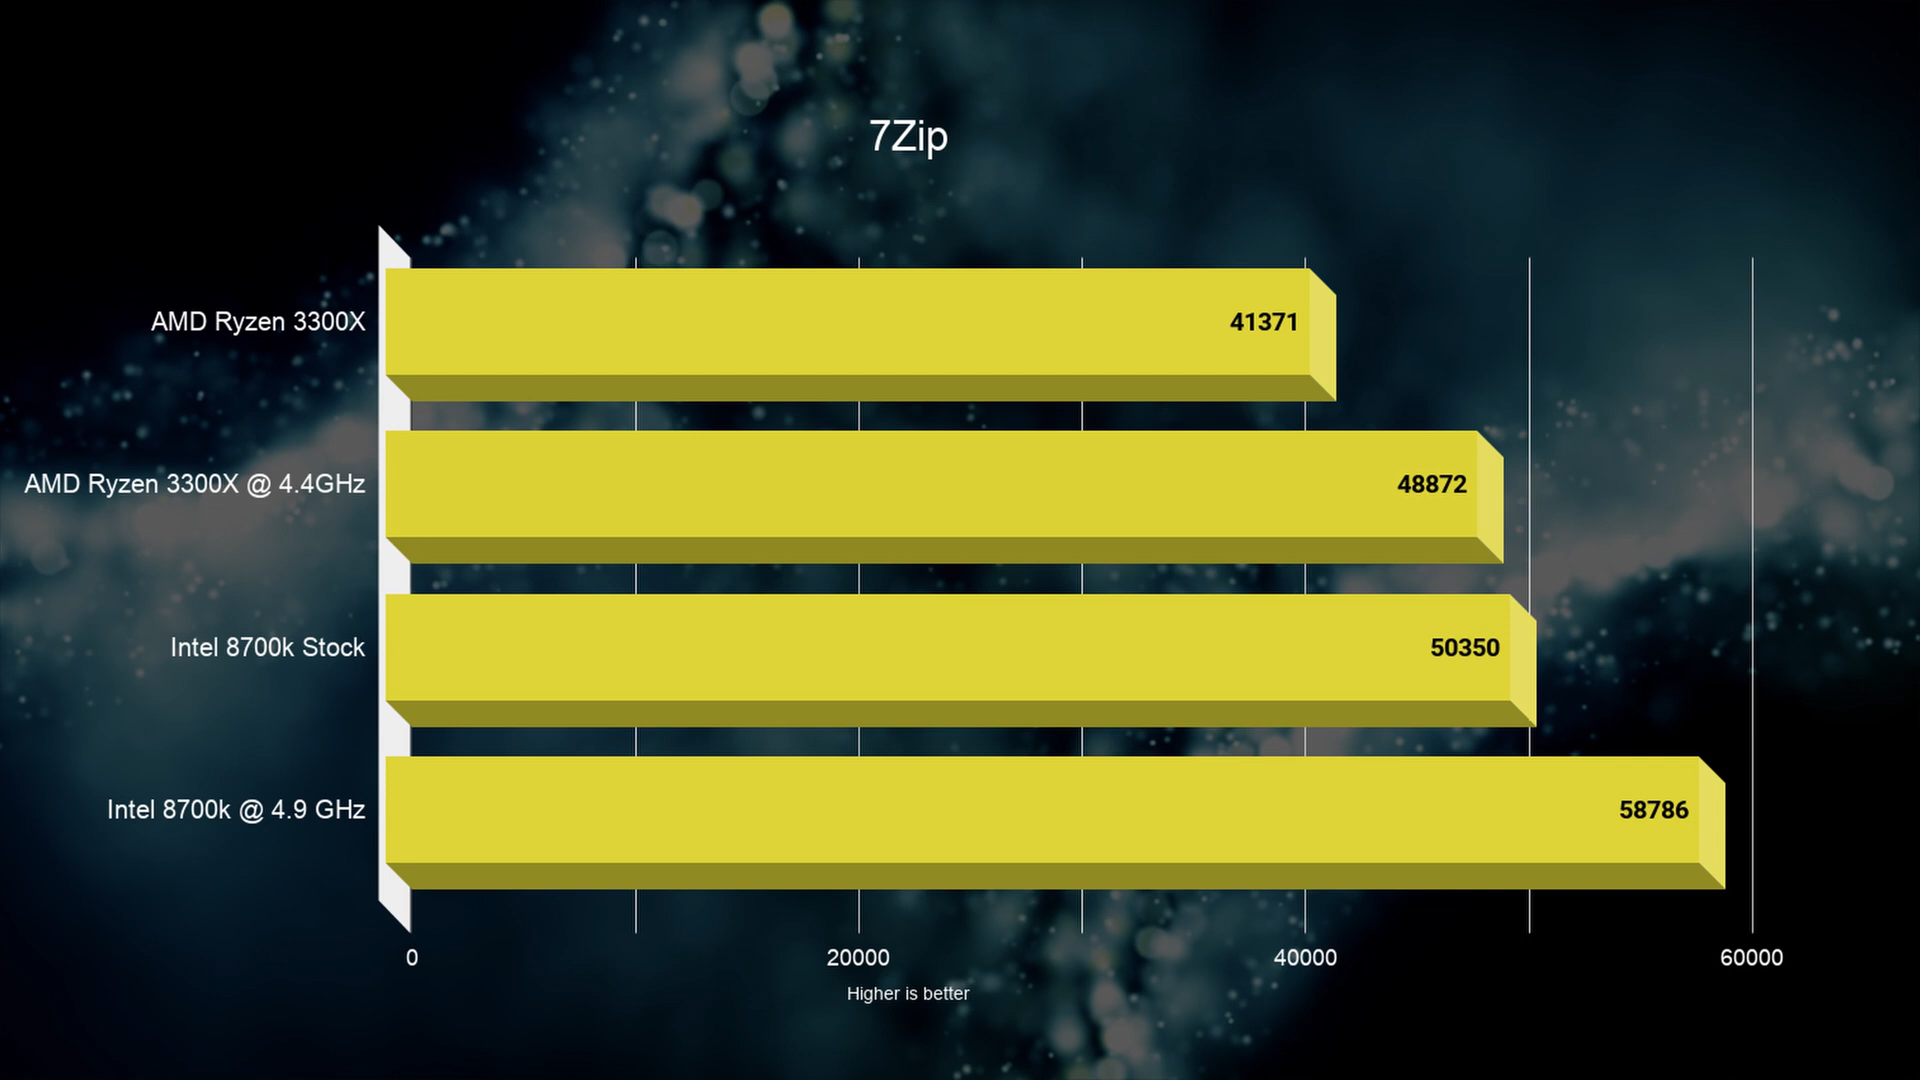 7Zip
AMD Ryzen 3300X
41371
AMD Ryzen 3300X @ 4.4GHz
48872
Intel 8700k Stock
50350
Intel 8700k @ 4.9 GHz
58786
0
20000
40000
60000
Higher is better